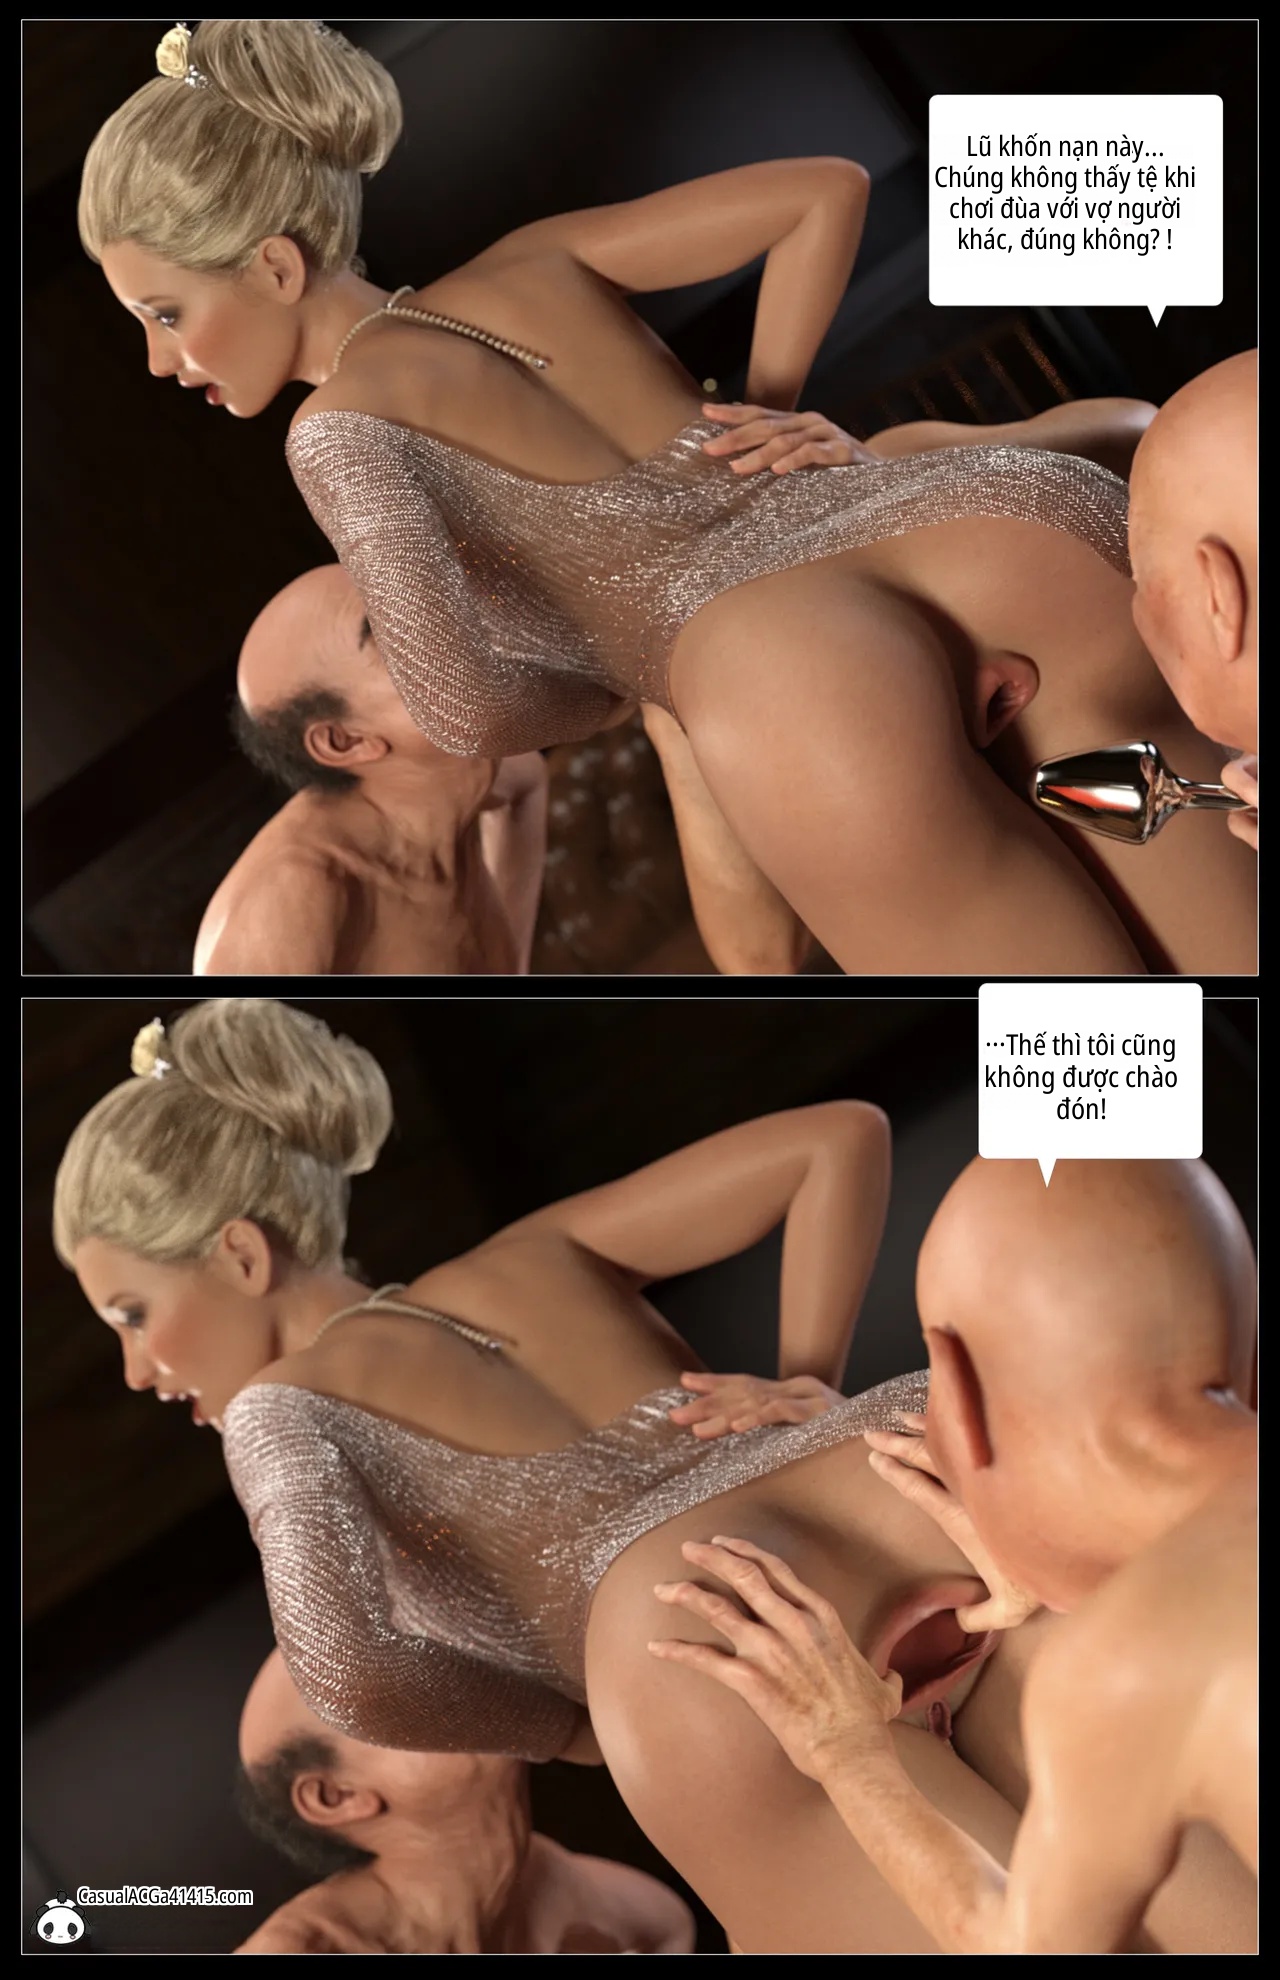 Lũ khốn nạn này...
Chúng không thấy tệ khi
chơi đùa với vợ người
khác, đúng không? !
···Thế thì tôi cũng
không được chào
đón!
CasualACGa41415.com